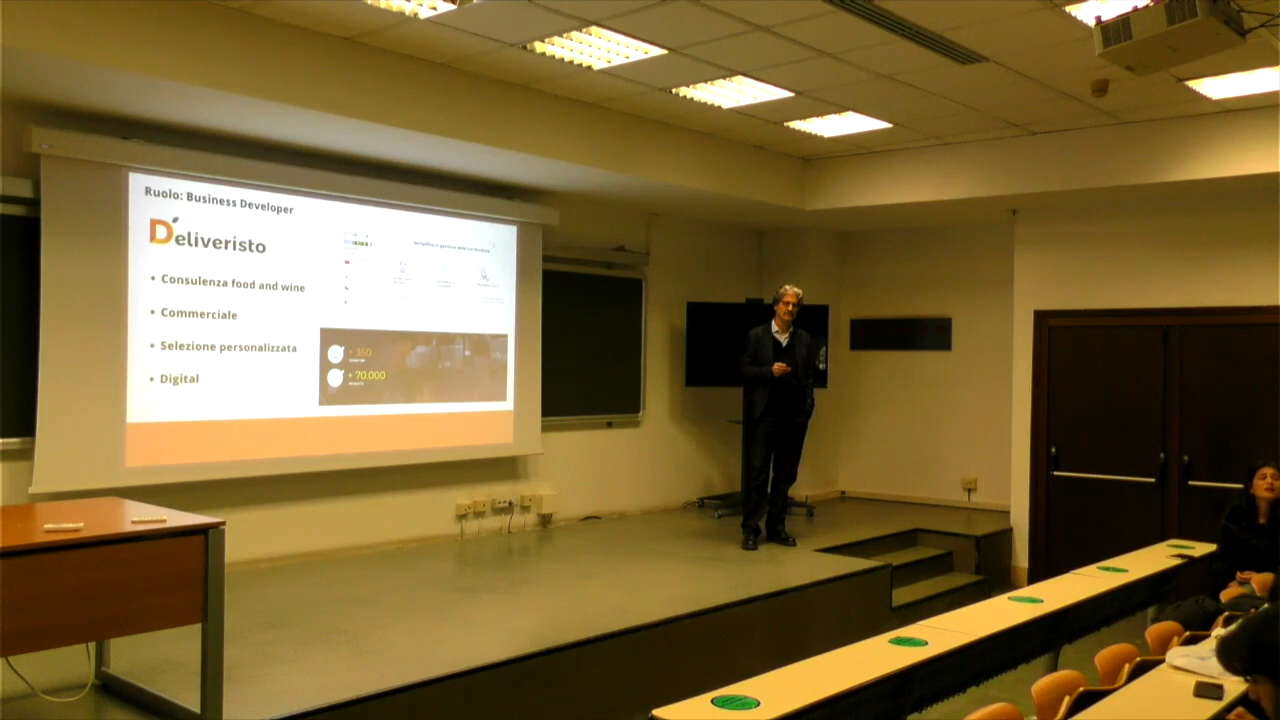 Ruolo: Business Developer
Deliveristo
• Consulenza food and wine
• Commerciale
• Selezione personalizzata
• Digital
+ 350
+ 70.000